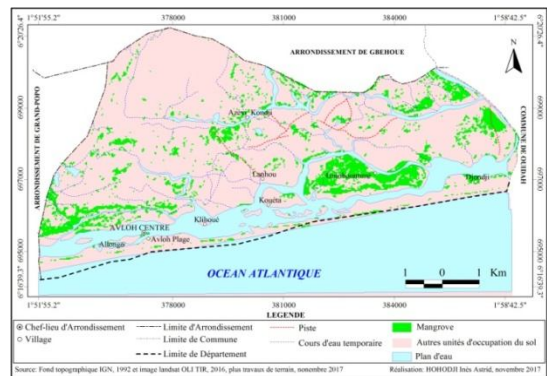 1°51'55.2" 378000 381000 384000 1°58'42.5"
6°20'26.4" 6°20'26.4"
ARRONDISSEMENT DE GBEHOUE
N
ARRONDISSEMENT DE GRAND-POPO
699000 699000
COMMUNE DE OUIDAH
Lanhou
697000 697000
Djondji
Kouéta
Klihoué
AVLOH CENTRE
Avloh Plage
Allongo
695000 695000
OCEAN ATLANTIQUE
1 0 1 Km
6°16'39.3" 6°16'39.3"
1°51'55.2" 378000 381000 384000 1°58'42.5"
LEGENDE
Chef-lieu d'Arrondissement Limite d'Arrondissement Piste Mangrove
Village Limite de Commune Cours d'eau temporaire Autres unités d'occupation du sol
Limite de Département Plan d'eau
Source: Fond topographique IGN, 1992 et image landsat OLI TIR, 2016, plus travaux de terrain, nonembre 2017 Réalisation: HOHODJI Inès Astrid, novembre 2017